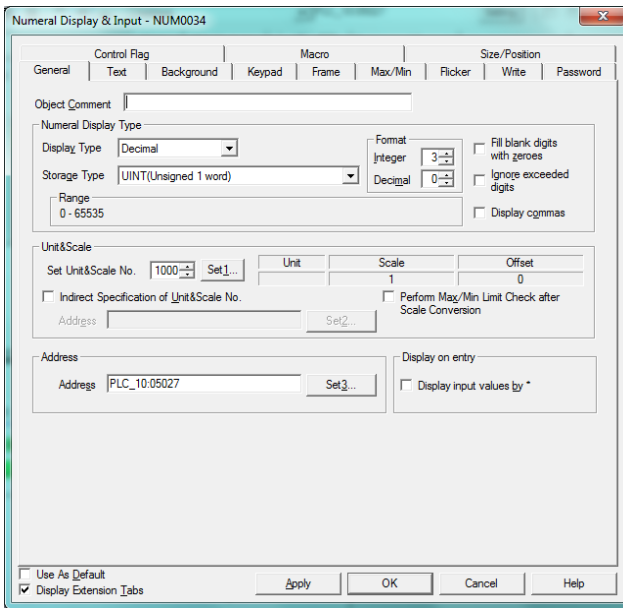 Numeral Display & Input - NUM0034
Control Flag Macro Size/Position
General Text Background Keypad Frame Max/Min Flicker Write Password
Object Comment
Numeral Display Type
Display Type Decimal
Storage Type UINT(Unsigned 1 word)
Format
Integer 3
Decimal 0
Fill blank digits
with zeroes
Ignore exceeded
digits
Display commas
Range
0 - 65535
Unit&Scale
Set Unit&Scale No. 1000 Set1...
Unit Scale Offset
1 0
Indirect Specification of Unit&Scale No.
Address Set2...
Perform Max/Min Limit Check after
Scale Conversion
Address
Address PLC_10:05027 Set3...
Display on entry
Display input values by *
Use As Default
Display Extension Tabs
Apply OK Cancel Help